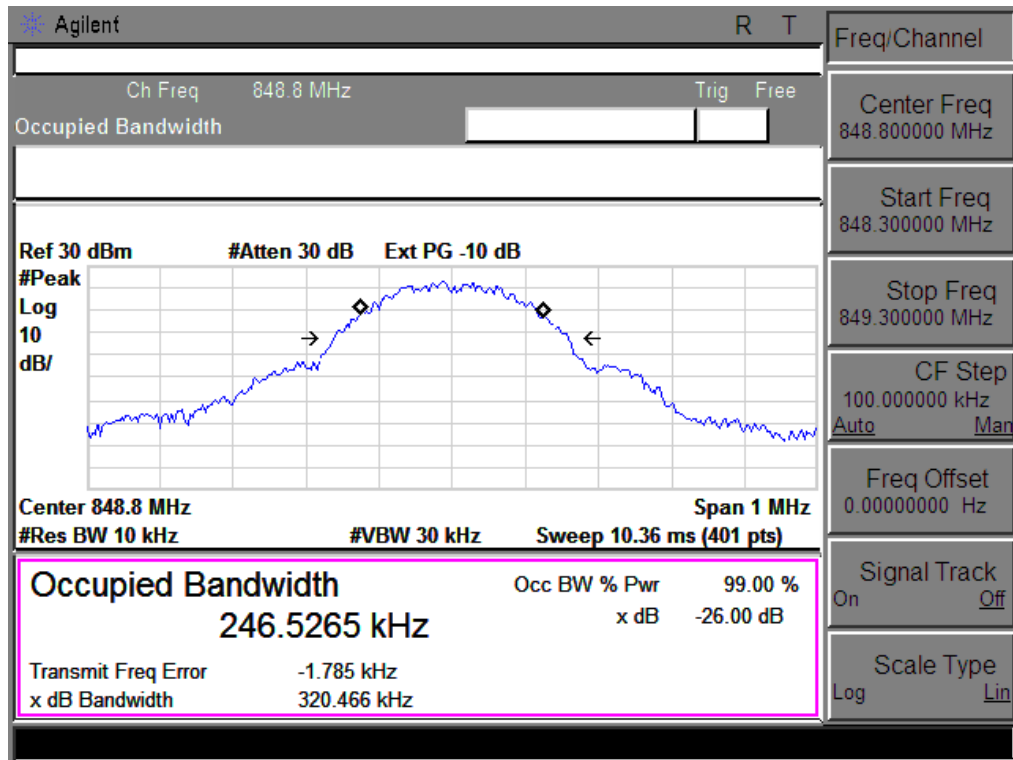 Agilent R T
Ch Freq 848.8 MHz Trig Free
Occupied Bandwidth
Ref 30 dBm #Atten 30 dB Ext PG -10 dB
#Peak
Log
10
dB/
Center 848.8 MHz Span 1 MHz
#Res BW 10 kHz #VBW 30 kHz Sweep 10.36 ms (401 pts)
Occupied Bandwidth Occ BW % Pwr 99.00 %
246.5265 kHz x dB -26.00 dB
Transmit Freq Error -1.785 kHz
x dB Bandwidth 320.466 kHz
Freq/Channel
Center Freq
848.800000 MHz
Start Freq
848.300000 MHz
Stop Freq
849.300000 MHz
CF Step
100.000000 kHz
Auto Man
Freq Offset
0.00000000 Hz
Signal Track
On Off
Scale Type
Log Lin